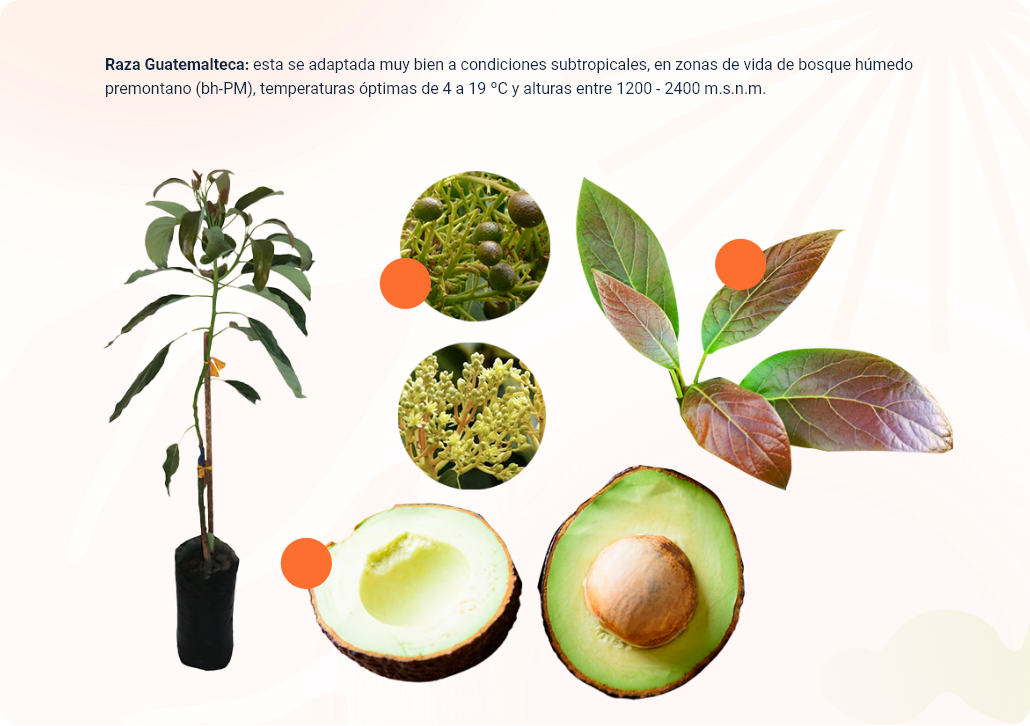 Raza Guatemalteca: esta se adaptada muy bien a condiciones subtropicales, en zonas de vida de bosque húmedo
premontano (bh-PM), temperaturas óptimas de 4 a 19 ºC y alturas entre 1200 - 2400 m.s.n.m.